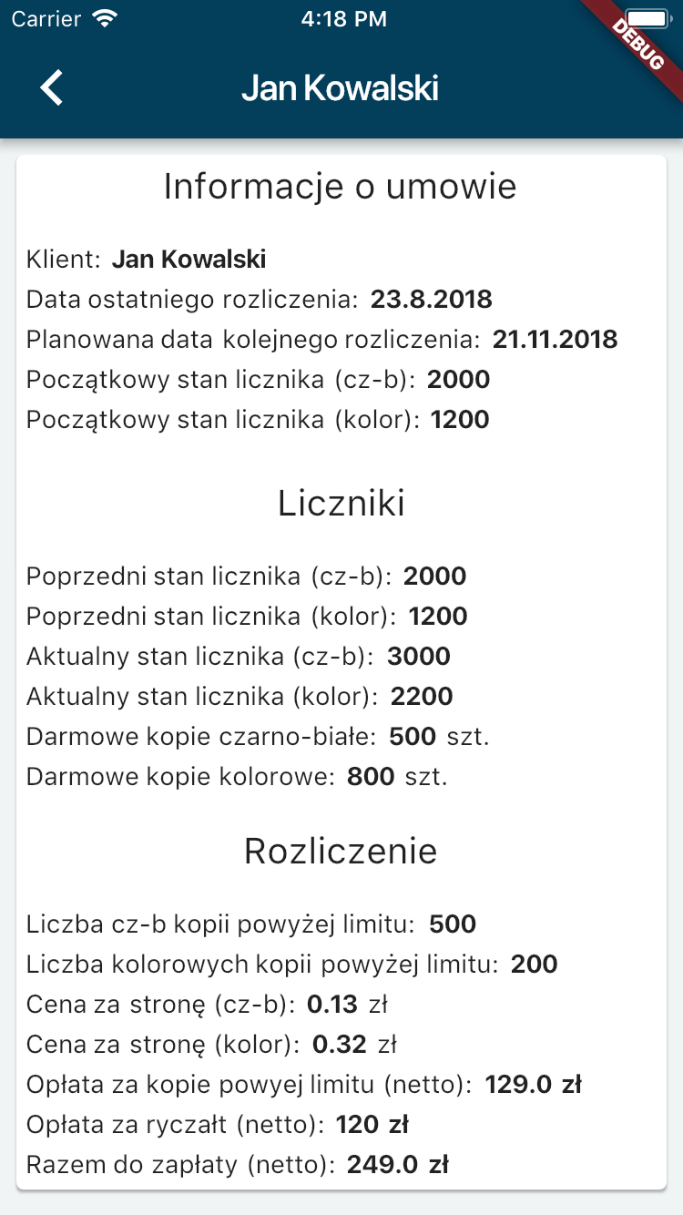 Carrier 4:18 PM
DEBUG
Jan Kowalski
Informacje o umowie
Klient: Jan Kowalski
Data ostatniego rozliczenia: 23.8.2018
Planowana data kolejnego rozliczenia: 21.11.2018
Początkowy stan licznika (cz-b): 2000
Początkowy stan licznika (kolor): 1200
Liczniki
Poprzedni stan licznika (cz-b): 2000
Poprzedni stan licznika (kolor): 1200
Aktualny stan licznika (cz-b): 3000
Aktualny stan licznika (kolor): 2200
Darmowe kopie czarno-białe: 500 szt.
Darmowe kopie kolorowe: 800 szt.
Rozliczenie
Liczba cz-b kopii powyżej limitu: 500
Liczba kolorowych kopii powyżej limitu: 200
Cena za stronę (cz-b): 0.13 zł
Cena za stronę (kolor): 0.32 zł
Opłata za kopie powyej limitu (netto): 129.0 zł
Opłata za ryczałt (netto): 120 zł
Razem do zapłaty (netto): 249.0 zł